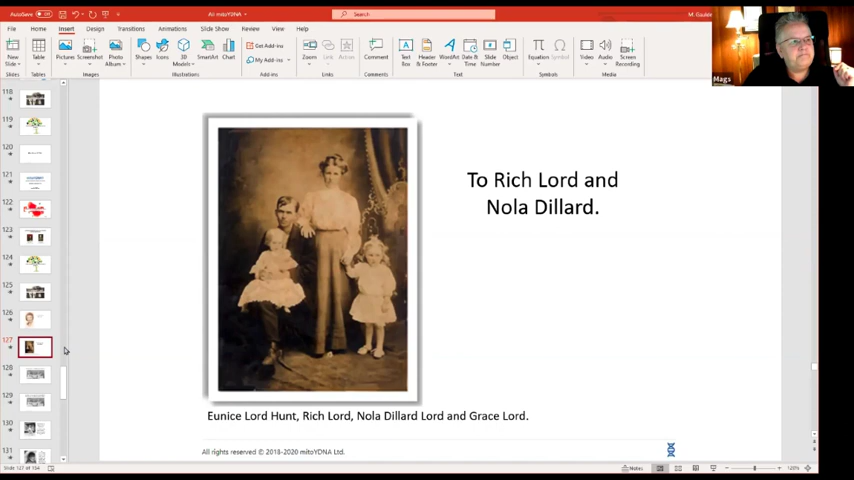 AutoSave Off
All mitoYDNA
Search
M. Gaulden
File Home Insert Design Transitions Animations Slide Show Review View Help
New Slide Table Pictures Screenshot Photo Album Shapes Icons 3D Models SmartArt Chart Get Add-ins My Add-ins Zoom Link Action Comment Text Box Header & Footer WordArt Date & Time Slide Number Object Equation Symbol Video Audio Screen Recording
Slides Tables Images Illustrations Add-ins Links Comments Text Symbols Media
Mags
118
119
120
121
122
123
124
125
126
127
128
129
130
131
To Rich Lord and
Nola Dillard.
Eunice Lord Hunt, Rich Lord, Nola Dillard Lord and Grace Lord.
All rights reserved © 2018-2020 mitoYDNA Ltd.
Slide 127 of 154
Notes
120%